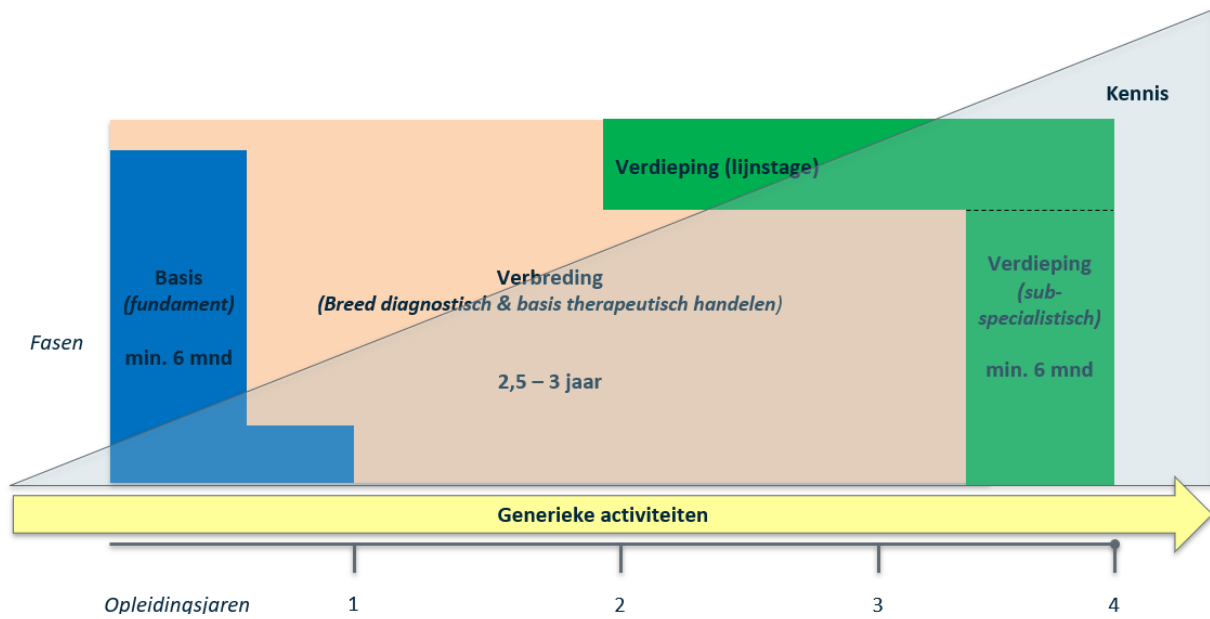 Kennis
Verdieping (lijnstage)
Fasen
Basis
(fundament)
min. 6 mnd
Verbreding
(Breed diagnostisch & basis therapeutisch handelen)
2,5 – 3 jaar
Verdieping
(sub-
specialistisch)
min. 6 mnd
Generieke activiteiten
Opleidingsjaren 1 2 3 4